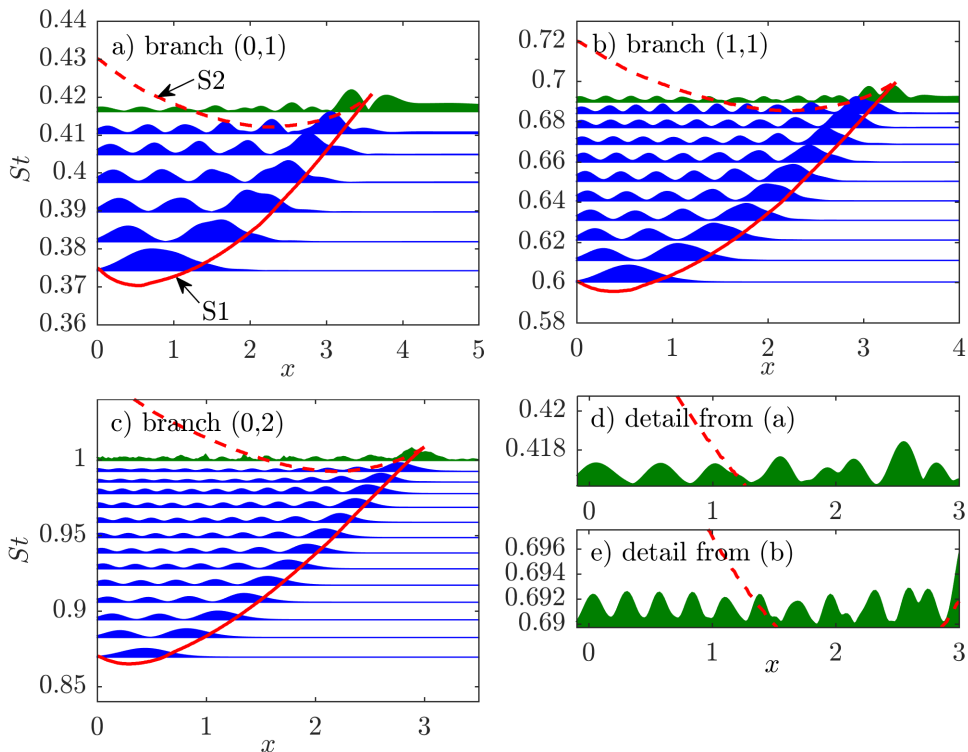 a) branch (0,1)
S2
S1
St
0.44
0.43
0.42
0.41
0.4
0.39
0.38
0.37
0.36
0 1 2 3 4 5
x
b) branch (1,1)
0.72
0.7
0.68
0.66
0.64
0.62
0.6
0.58
0 1 2 3 4
x
c) branch (0,2)
St
1
0.95
0.9
0.85
0 1 2 3
x
d) detail from (a)
0.42
0.418
0 1 2 3
e) detail from (b)
0.696
0.694
0.692
0.69
0 1 2 3
x